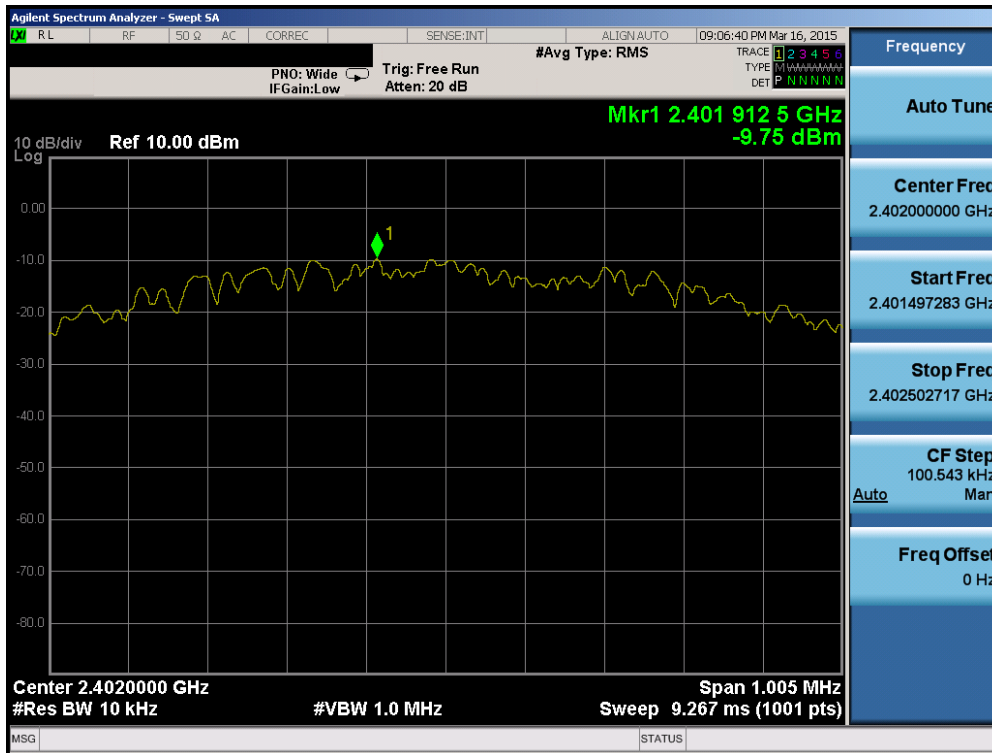 Agilent Spectrum Analyzer - Swept SA
LXI RL RF 50 Ω AC CORREC SENSE:INT ALIGN AUTO 09:06:40 PM Mar 16, 2015
#Avg Type: RMS TRACE 1 2 3 4 5 6
PNO: Wide Trig: Free Run TYPE M WWWWW
IFGain:Low Atten: 20 dB DET P N N N N N
Mkr1 2.401 912 5 GHz
-9.75 dBm
10 dB/div Ref 10.00 dBm
Log
1
0.00
-10.0
-20.0
-30.0
-40.0
-50.0
-60.0
-70.0
-80.0
Center 2.4020000 GHz Span 1.005 MHz
#Res BW 10 kHz #VBW 1.0 MHz Sweep 9.267 ms (1001 pts)
MSG STATUS
Frequency
Auto Tune
Center Freq
2.402000000 GHz
Start Freq
2.401497283 GHz
Stop Freq
2.402502717 GHz
CF Step
100.543 kHz
Auto Man
Freq Offset
0 Hz